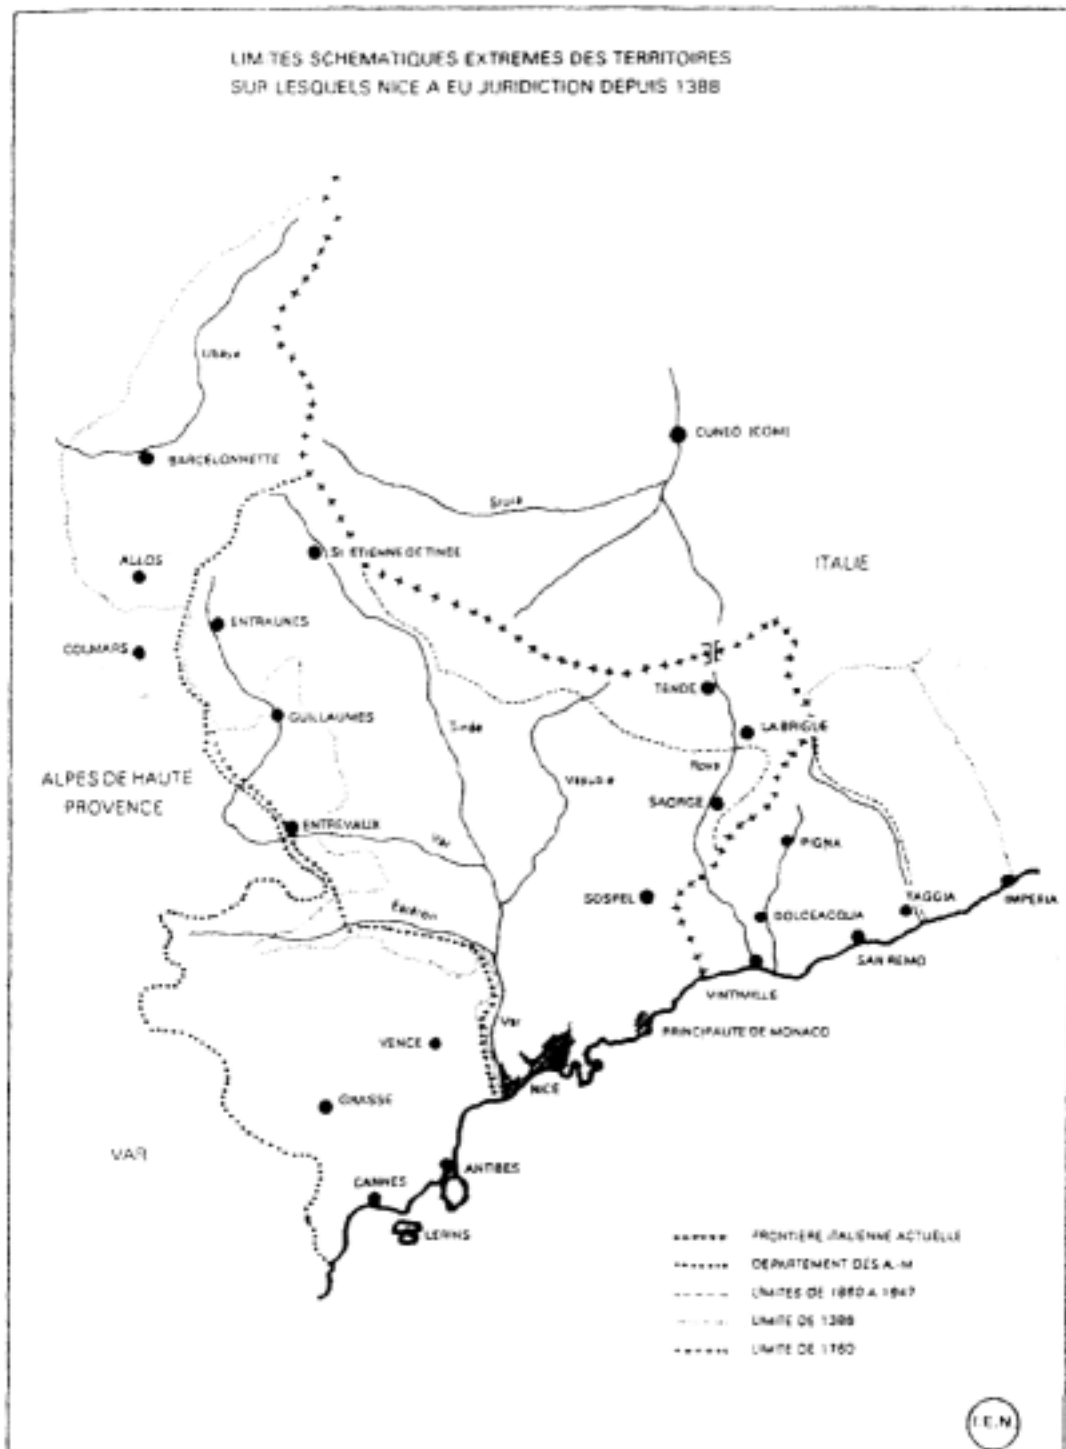 LIMITES SCHEMATIQUES EXTREMES DES TERRITOIRES
SUR LESQUELS NICE A EU JURIDICTION DEPUIS 1388
Ubaye
BARCELONNETTE
CUNEO (CONI)
Stura
ALLOS
ST. ETIENNE DE TINEE
ITALIE
ENTRAUNES
COLMARS
TENDE
GUILLAUMES
Tinée
LA BRIGUE
ALPES DE HAUTE
PROVENCE
Vésubie
Roya
SAORGE
ENTREVAUX
Var
PIGNA
SOSPEL
TAGGIA
IMPERIA
Estéron
DOLCEACQUA
SAN REMO
VINTIMILLE
Var
PRINCIPAUTE DE MONACO
VENCE
NICE
GRASSE
VAR
ANTIBES
CANNES
LERINS
FRONTIERE ITALIENNE ACTUELLE
DEPARTEMENT DES A.-M
LIMITES DE 1860 A 1947
LIMITE DE 1388
LIMITE DE 1760
I.E.N.